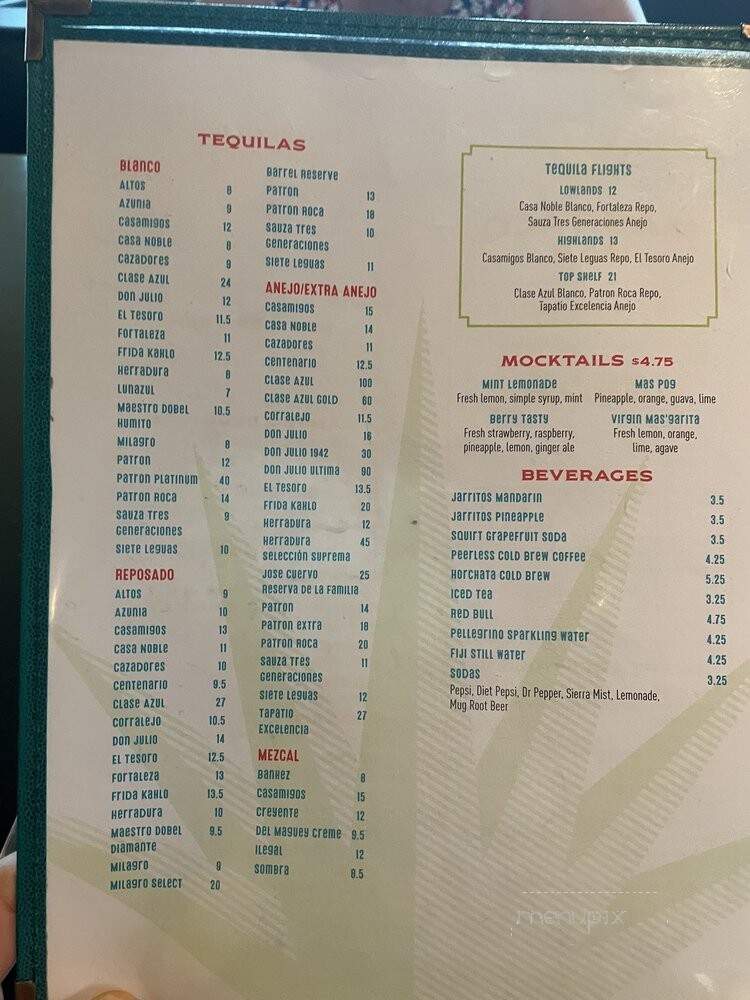 TEQUILAS
BLANCO
ALTOS 8
AZUNIA 9
CASAMIGOS 12
CASA NOBLE 8
CAZADORES 9
CLASE AZUL 24
DON JULIO 12
EL TESORO 11.5
FORTALEZA 11
FRIDA KAHLO 12.5
HERRADURA 8
LUNAZUL 7
MAESTRO DOBEL 10.5
HUMITO
MILAGRO 8
PATRON 12
PATRON PLATINUM 40
PATRON ROCA 14
SAUZA TRES 9
GENERACIONES
SIETE LEGUAS 10
REPOSADO
ALTOS 9
AZUNIA 10
CASAMIGOS 13
CASA NOBLE 11
CAZADORES 10
CENTENARIO 9.5
CLASE AZUL 27
CORRALEJO 10.5
DON JULIO 14
EL TESORO 12.5
FORTALEZA 13
FRIDA KAHLO 13.5
HERRADURA 10
MAESTRO DOBEL 9.5
DIAMANTE
MILAGRO 9
MILAGRO SELECT 20
BARREL RESERVE
PATRON 13
PATRON ROCA 18
SAUZA TRES 10
GENERACIONES
SIETE LEGUAS 11
ANEJO/EXTRA ANEJO
CASAMIGOS 15
CASA NOBLE 14
CAZADORES 11
CENTENARIO 12.5
CLASE AZUL 100
CLASE AZUL GOLD 60
CORRALEJO 11.5
DON JULIO 16
DON JULIO 1942 30
DON JULIO ULTIMA 90
EL TESORO 13.5
FRIDA KAHLO 20
HERRADURA 12
HERRADURA 45
SELECCIÓN SUPREMA
JOSE CUERVO 25
RESERVA DE LA FAMILIA
PATRON 14
PATRON EXTRA 18
PATRON ROCA 20
SAUZA TRES 11
GENERACIONES
SIETE LEGUAS 12
TAPATIO 27
EXCELENCIA
MEZCAL
BANHEZ 8
CASAMIGOS 15
CREYENTE 12
DEL MAGUEY CREME 9.5
ILEGAL 12
SOMBRA 8.5
TEQUILA FLIGHTS
LOWLANDS 12
Casa Noble Blanco, Fortaleza Repo,
Sauza Tres Generaciones Anejo
HIGHLANDS 13
Casamigos Blanco, Siete Leguas Repo, El Tesoro Anejo
TOP SHELF 21
Clase Azul Blanco, Patron Roca Repo,
Tapatio Excelencia Anejo
MOCKTAILS $4.75
MINT LEMONADE
Fresh lemon, simple syrup, mint
MAS POG
Pineapple, orange, guava, lime
BERRY TASTY
Fresh strawberry, raspberry,
pineapple, lemon, ginger ale
VIRGIN MAS'GARITA
Fresh lemon, orange,
lime, agave
BEVERAGES
JARRITOS MANDARIN 3.5
JARRITOS PINEAPPLE 3.5
SQUIRT GRAPEFRUIT SODA 3.5
PEERLESS COLD BREW COFFEE 4.25
HORCHATA COLD BREW 5.25
ICED TEA 3.25
RED BULL 4.75
PELLEGRINO SPARKLING WATER 4.25
FIJI STILL WATER 4.25
SODAS 3.25
Pepsi, Diet Pepsi, Dr Pepper, Sierra Mist, Lemonade,
Mug Root Beer
menupix